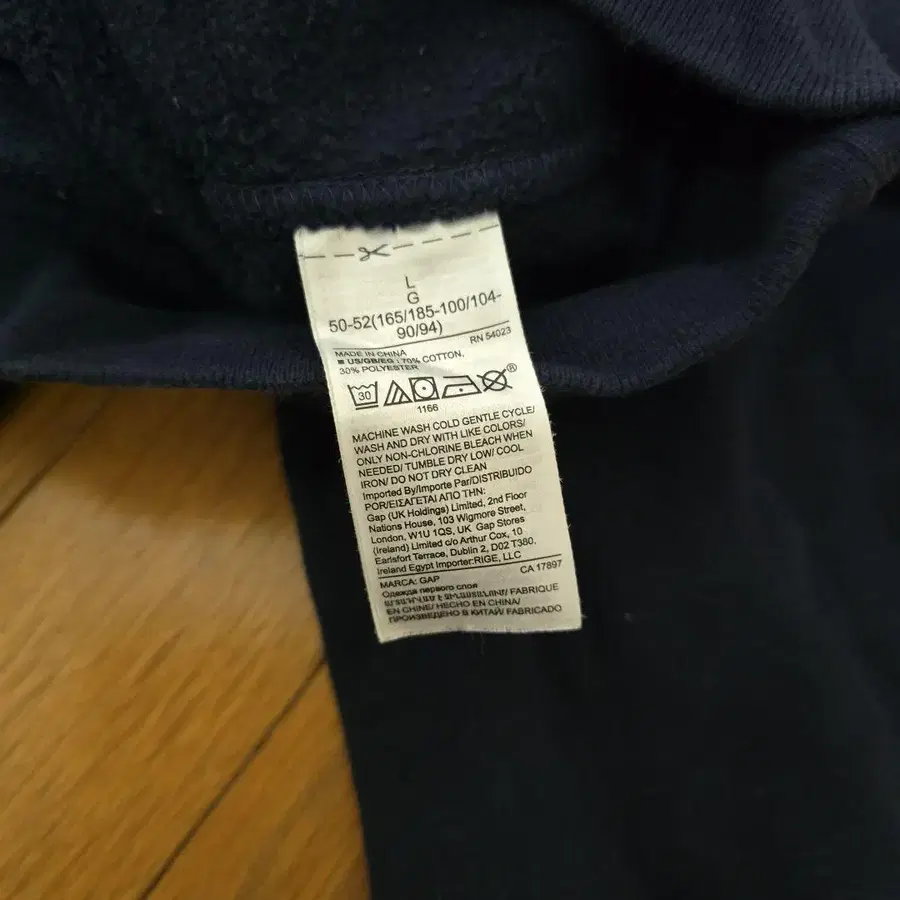 L
G
50-52(165/185-100/104-
90/94)
RN 54023
MADE IN CHINA
■ US/GB/EG : 70% COTTON,
30% POLYESTER
30
®
1166
MACHINE WASH COLD GENTLE CYCLE/
WASH AND DRY WITH LIKE COLORS/
ONLY NON-CHLORINE BLEACH WHEN
NEEDED/ TUMBLE DRY LOW/ COOL
IRON/ DO NOT DRY CLEAN
Imported By/Importe Par/DISTRIBUIDO
POR/ΕΙΣΑΓΕΤΑΙ ΑΠΟ ΤΗΝ:
Gap (UK Holdings) Limited, 2nd Floor
Nations House, 103 Wigmore Street,
London, W1U 1QS, UK Gap Stores
(Ireland) Limited c/o Arthur Cox, 10
Earlsfort Terrace, Dublin 2, D02 T380,
Ireland Egypt Importer:RIGE, LLC
CA 17897
MARCA: GAP
Одежда первого слоя
ԱՐՏԱԴՐՎԱԾ Է ՉԻՆԱՍՏԱՆՈՒՄ/ FABRIQUE
EN CHINE/ HECHO EN CHINA/
ПРОИЗВЕДЕНО В КИТАЙ/ FABRICADO